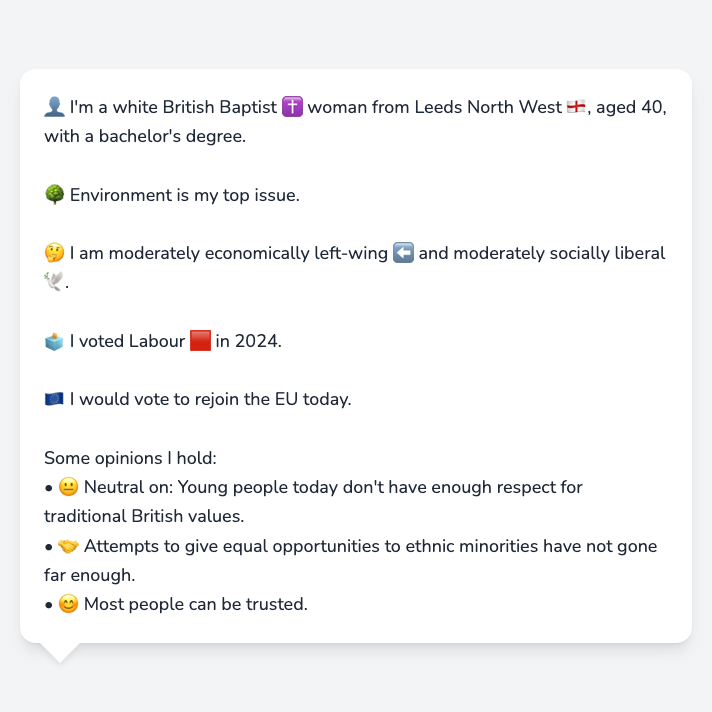 👤 I'm a white British Baptist ✝️ woman from Leeds North West 🏴󠁧󠁢󠁥󠁮󠁧󠁿, aged 40,
with a bachelor's degree.
🌳 Environment is my top issue.
🤔 I am moderately economically left-wing ⬅️ and moderately socially liberal
🕊️.
🗳️ I voted Labour 🟥 in 2024.
🇪🇺 I would vote to rejoin the EU today.
Some opinions I hold:
• 😐 Neutral on: Young people today don't have enough respect for
traditional British values.
• 🤝 Attempts to give equal opportunities to ethnic minorities have not gone
far enough.
• 😊 Most people can be trusted.